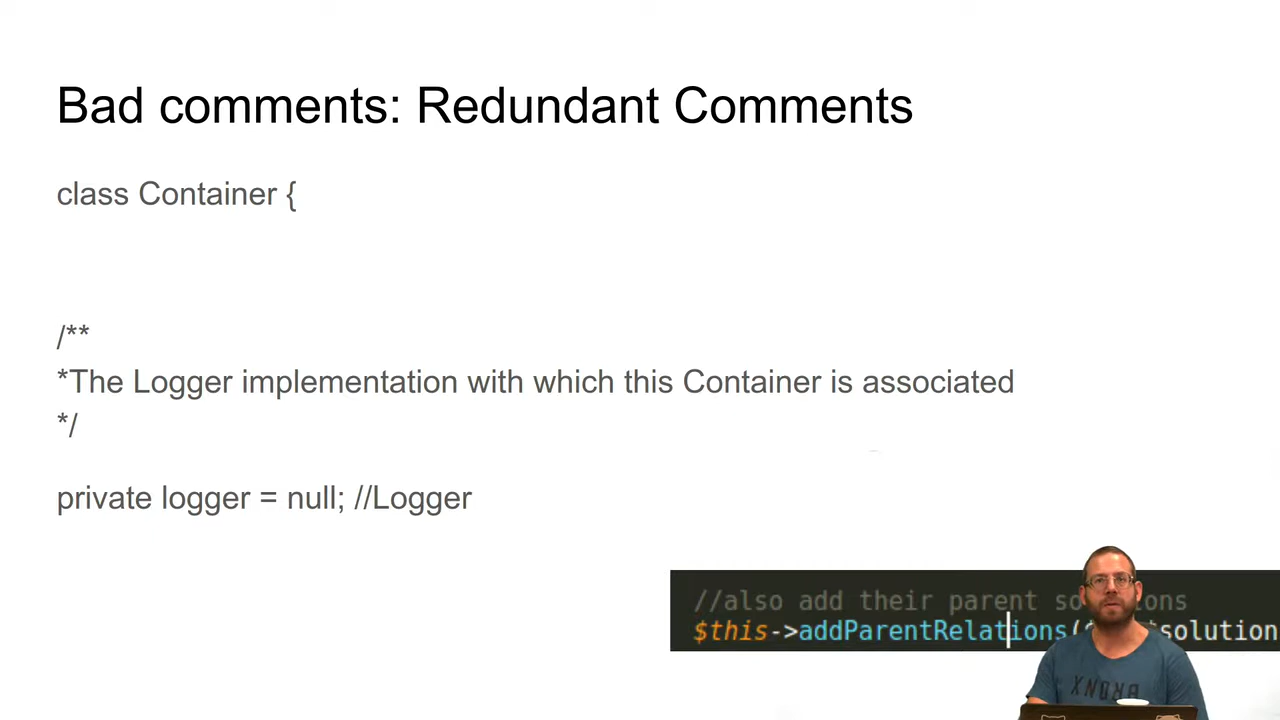 Bad comments: Redundant Comments
class Container {
/**
*The Logger implementation with which this Container is associated
*/
private logger = null; //Logger
//also add their parent
$this->addParentRelations(